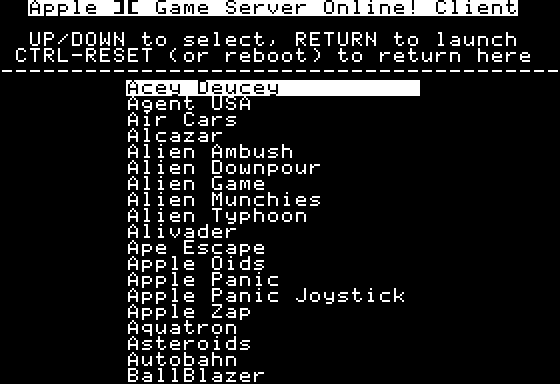 Apple ][ Game Server Online! Client
UP/DOWN to select, RETURN to launch
CTRL-RESET (or reboot) to return here
Acey Deucey
Agent USA
Air Cars
Alcazar
Alien Ambush
Alien Downpour
Alien Game
Alien Munchies
Alien Typhoon
Alivader
Ape Escape
Apple Oids
Apple Panic
Apple Panic Joystick
Apple Zap
Aquatron
Asteroids
Autobahn
BallBlazer